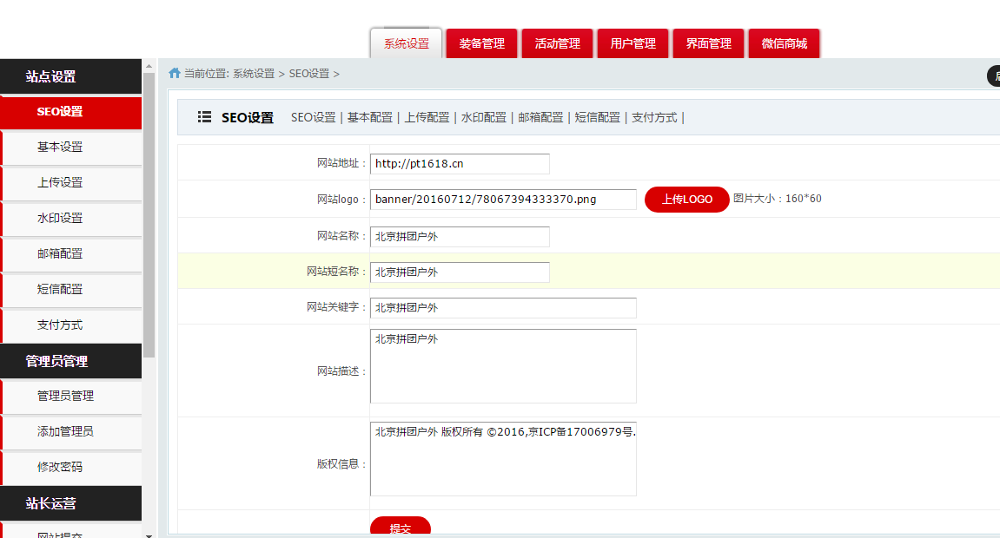 系统设置 装备管理 活动管理 用户管理 界面管理 微信商城
站点设置
SEO设置
基本设置
上传设置
水印设置
邮箱配置
短信配置
支付方式
管理员管理
管理员管理
添加管理员
修改密码
站长运营
网站提交
当前位置: 系统设置 > SEO设置 >
SEO设置 SEO设置 | 基本配置 | 上传配置 | 水印配置 | 邮箱配置 | 短信配置 | 支付方式 |
网站地址： http://pt1618.cn
网站logo： banner/20160712/78067394333370.png 上传LOGO 图片大小：160*60
网站名称： 北京拼团户外
网站短名称： 北京拼团户外
网站关键字： 北京拼团户外
网站描述： 北京拼团户外
版权信息： 北京拼团户外 版权所有 ©2016,京ICP备17006979号.
提交